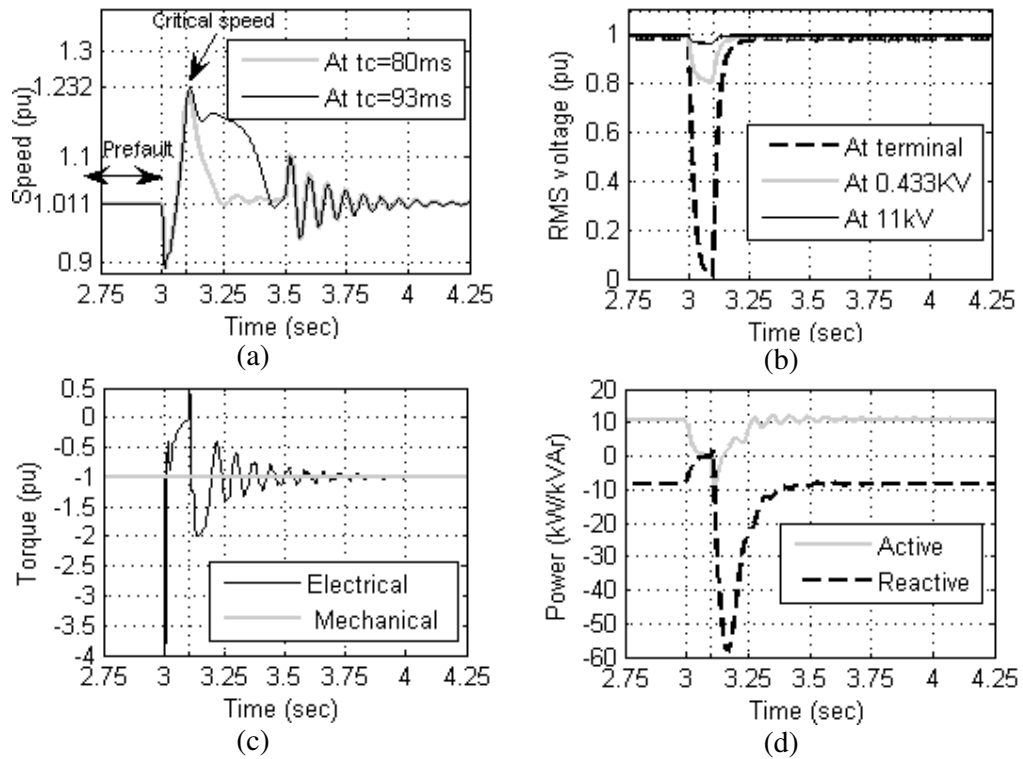 Critical speed
At tc=80ms
At tc=93ms
Prefault
Speed (pu)
1.3
1.232
1.1
1.011
0.9
2.75 3 3.25 3.5 3.75 4 4.25
Time (sec)
(a)
RMS voltage (pu)
1
0.8
0.6
0.4
0.2
0
At terminal
At 0.433KV
At 11kV
2.75 3 3.25 3.5 3.75 4 4.25
Time (sec)
(b)
Torque (pu)
0.5
0
-0.5
-1
-1.5
-2
-2.5
-3
-3.5
-4
Electrical
Mechanical
2.75 3 3.25 3.5 3.75 4 4.25
Time (sec)
(c)
Power (kW/kVAr)
20
10
0
-10
-20
-30
-40
-50
-60
Active
Reactive
2.75 3 3.25 3.5 3.75 4 4.25
Time (sec)
(d)